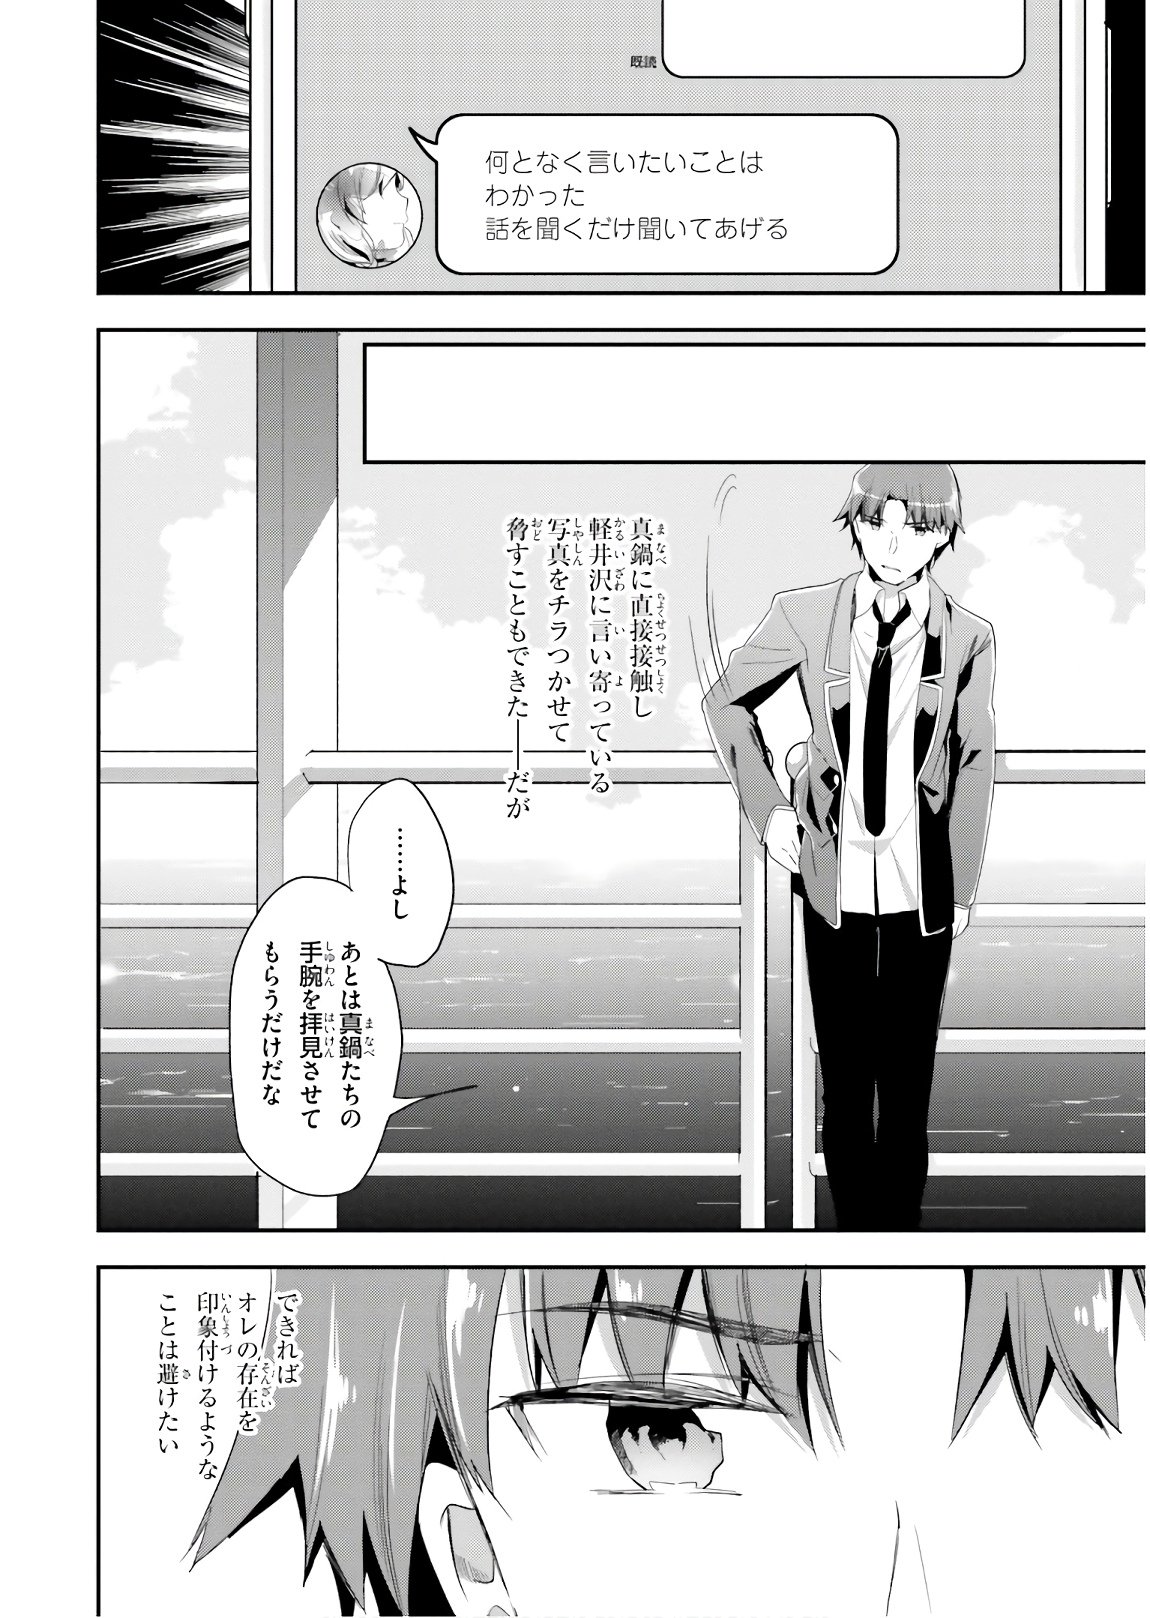 既読
何となく言いたいことは
わかった
話を聞くだけ聞いてあげる
真鍋に直接接触し
軽井沢に言い寄っている
写真をチラつかせて
脅すこともできた――だが
……よし
あとは真鍋たちの
手腕を拝見させて
もらうだけだな
できれば
オレの存在を
印象付けるような
ことは避けたい